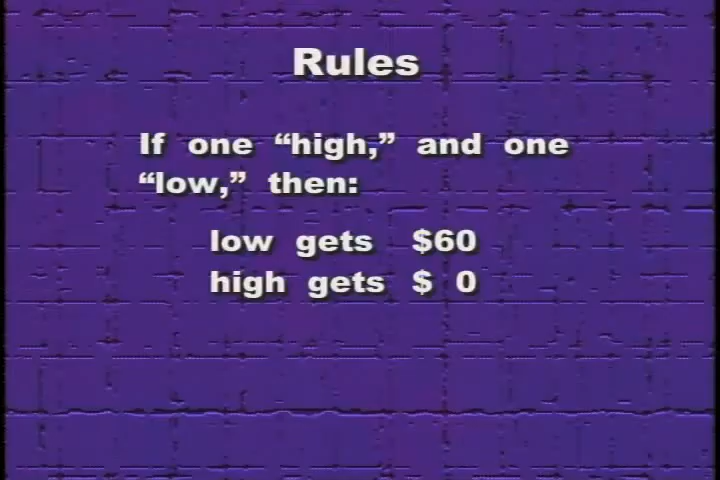 Rules
If one “high,” and one
“low,” then:
low gets $60
high gets $ 0